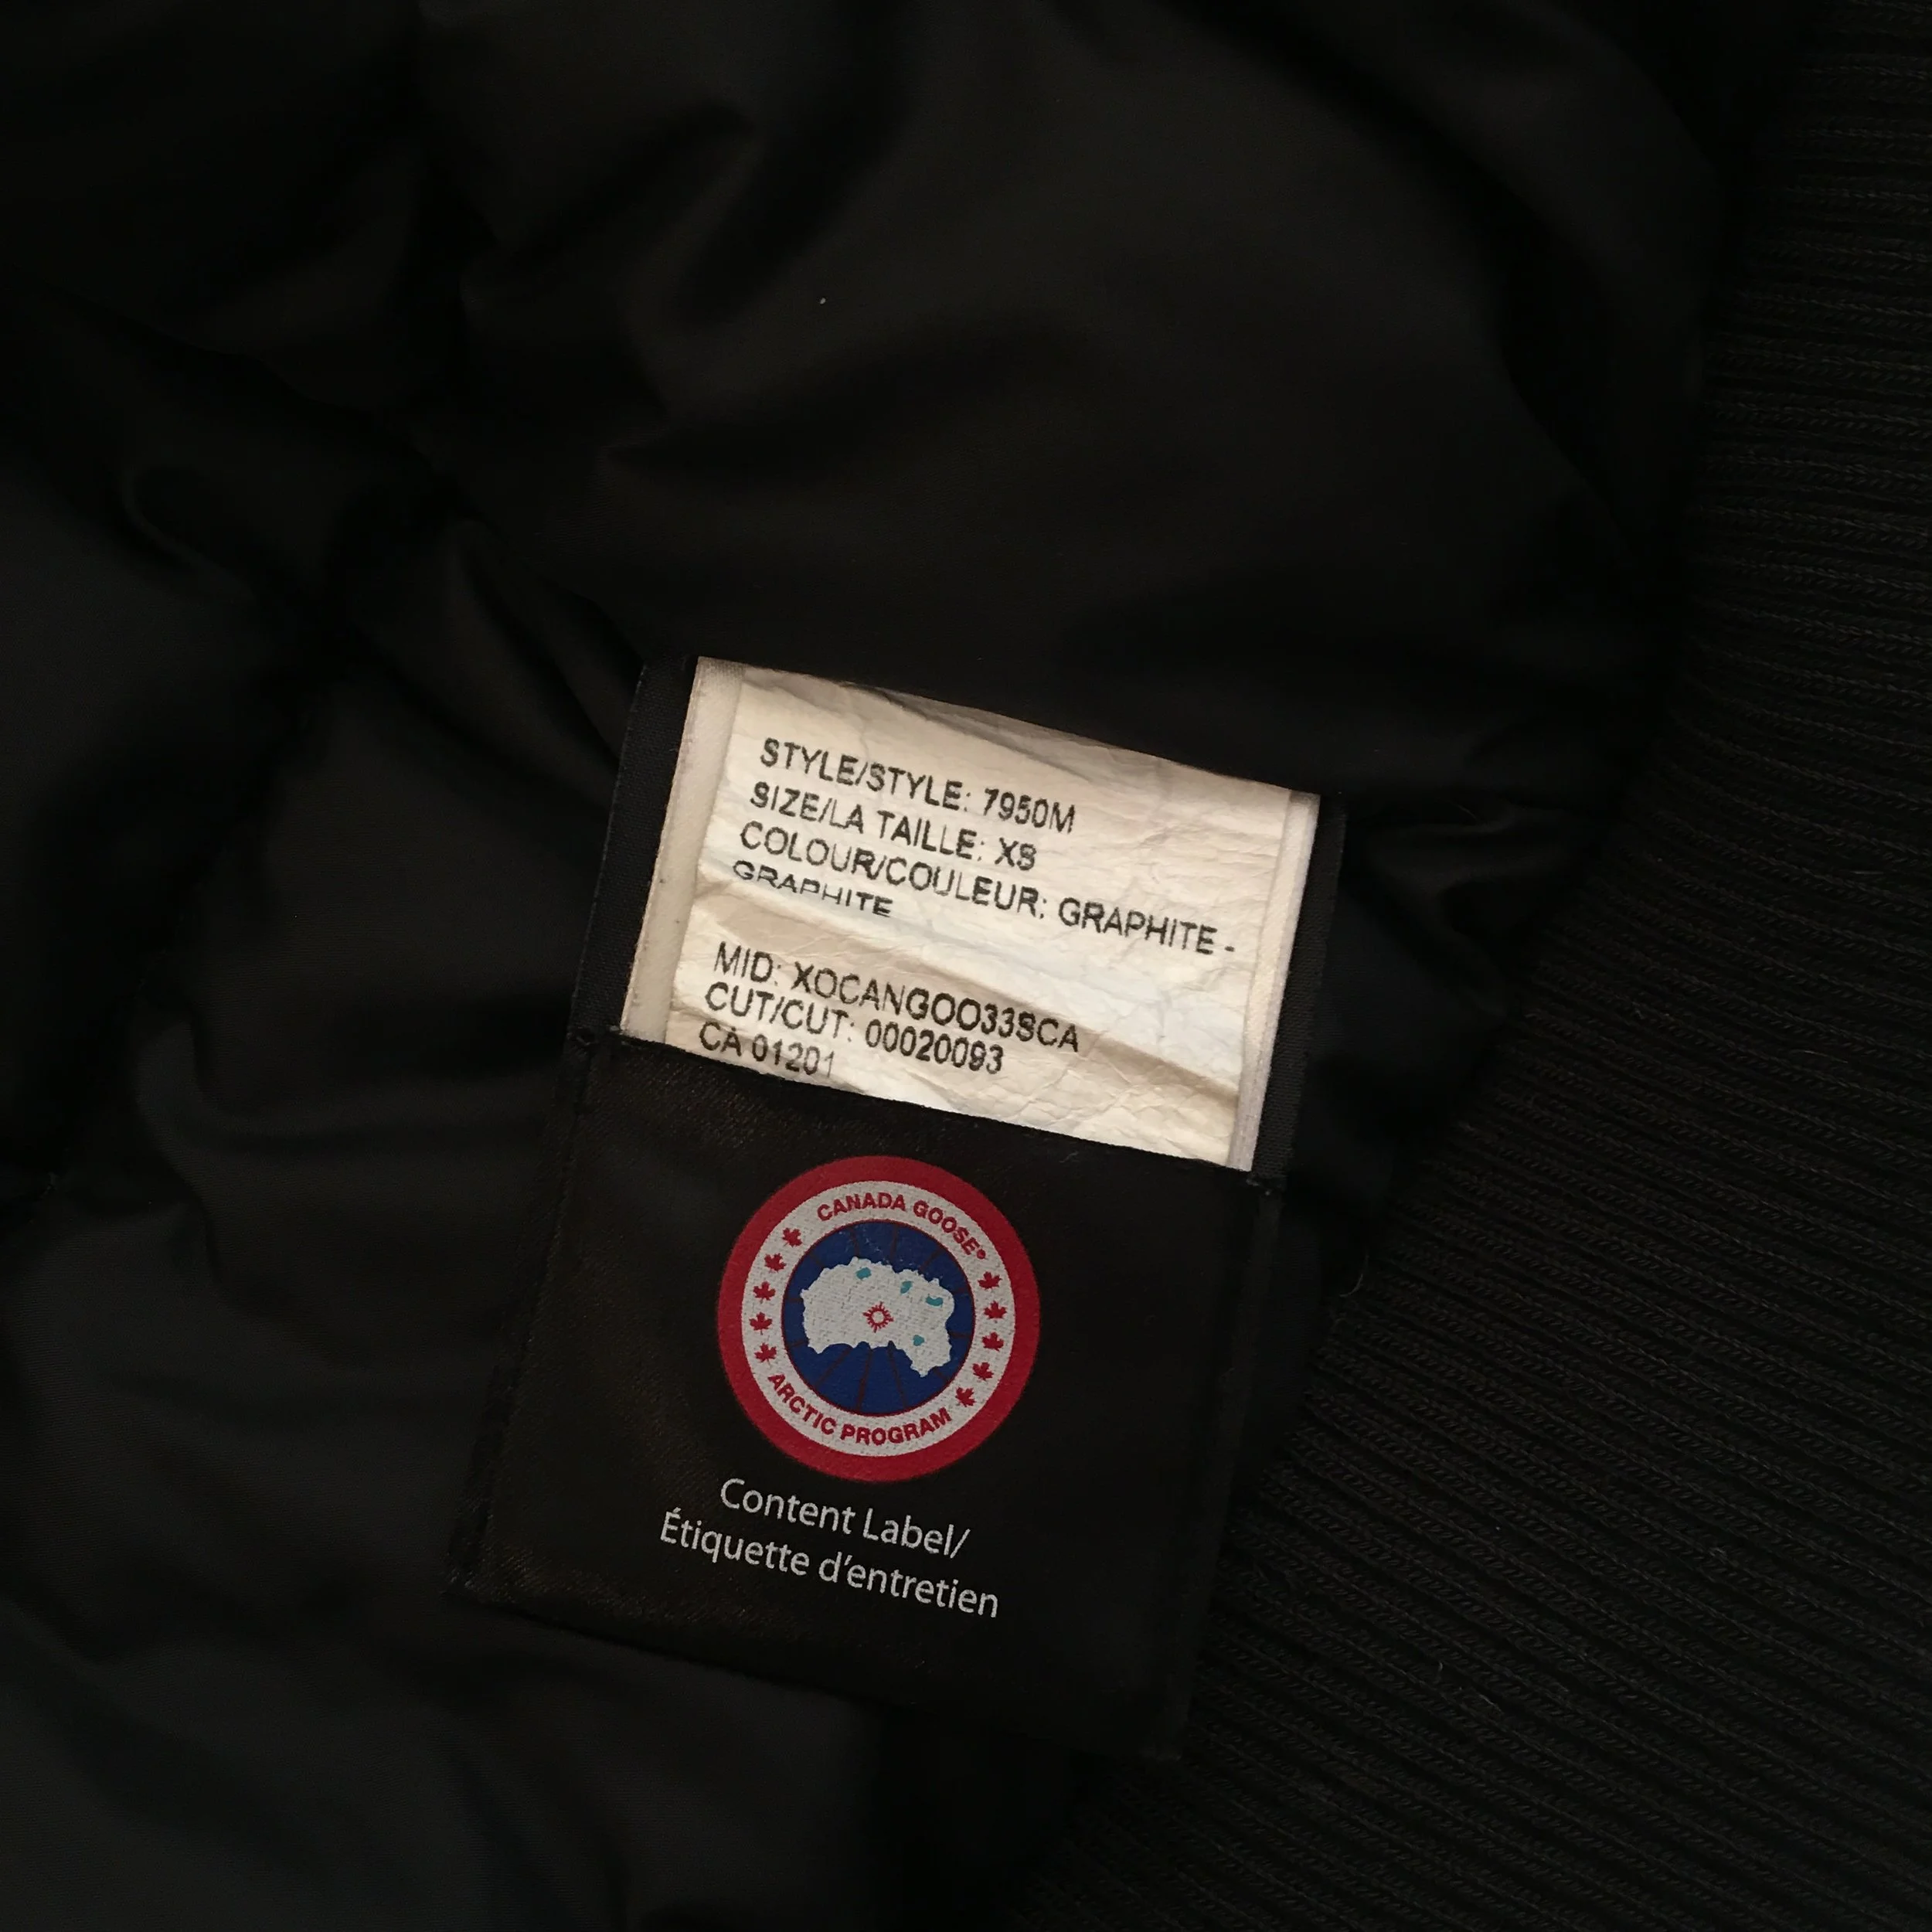 STYLE/STYLE: 7950M
SIZE/LA TAILLE: XS
COLOUR/COULEUR: GRAPHITE -
GRAPHITE
MID: XOCANGOO33SCA
CUT/CUT: 00020093
CA 01201
CANADA GOOSE®
ARCTIC PROGRAM
Content Label/
Étiquette d'entretien